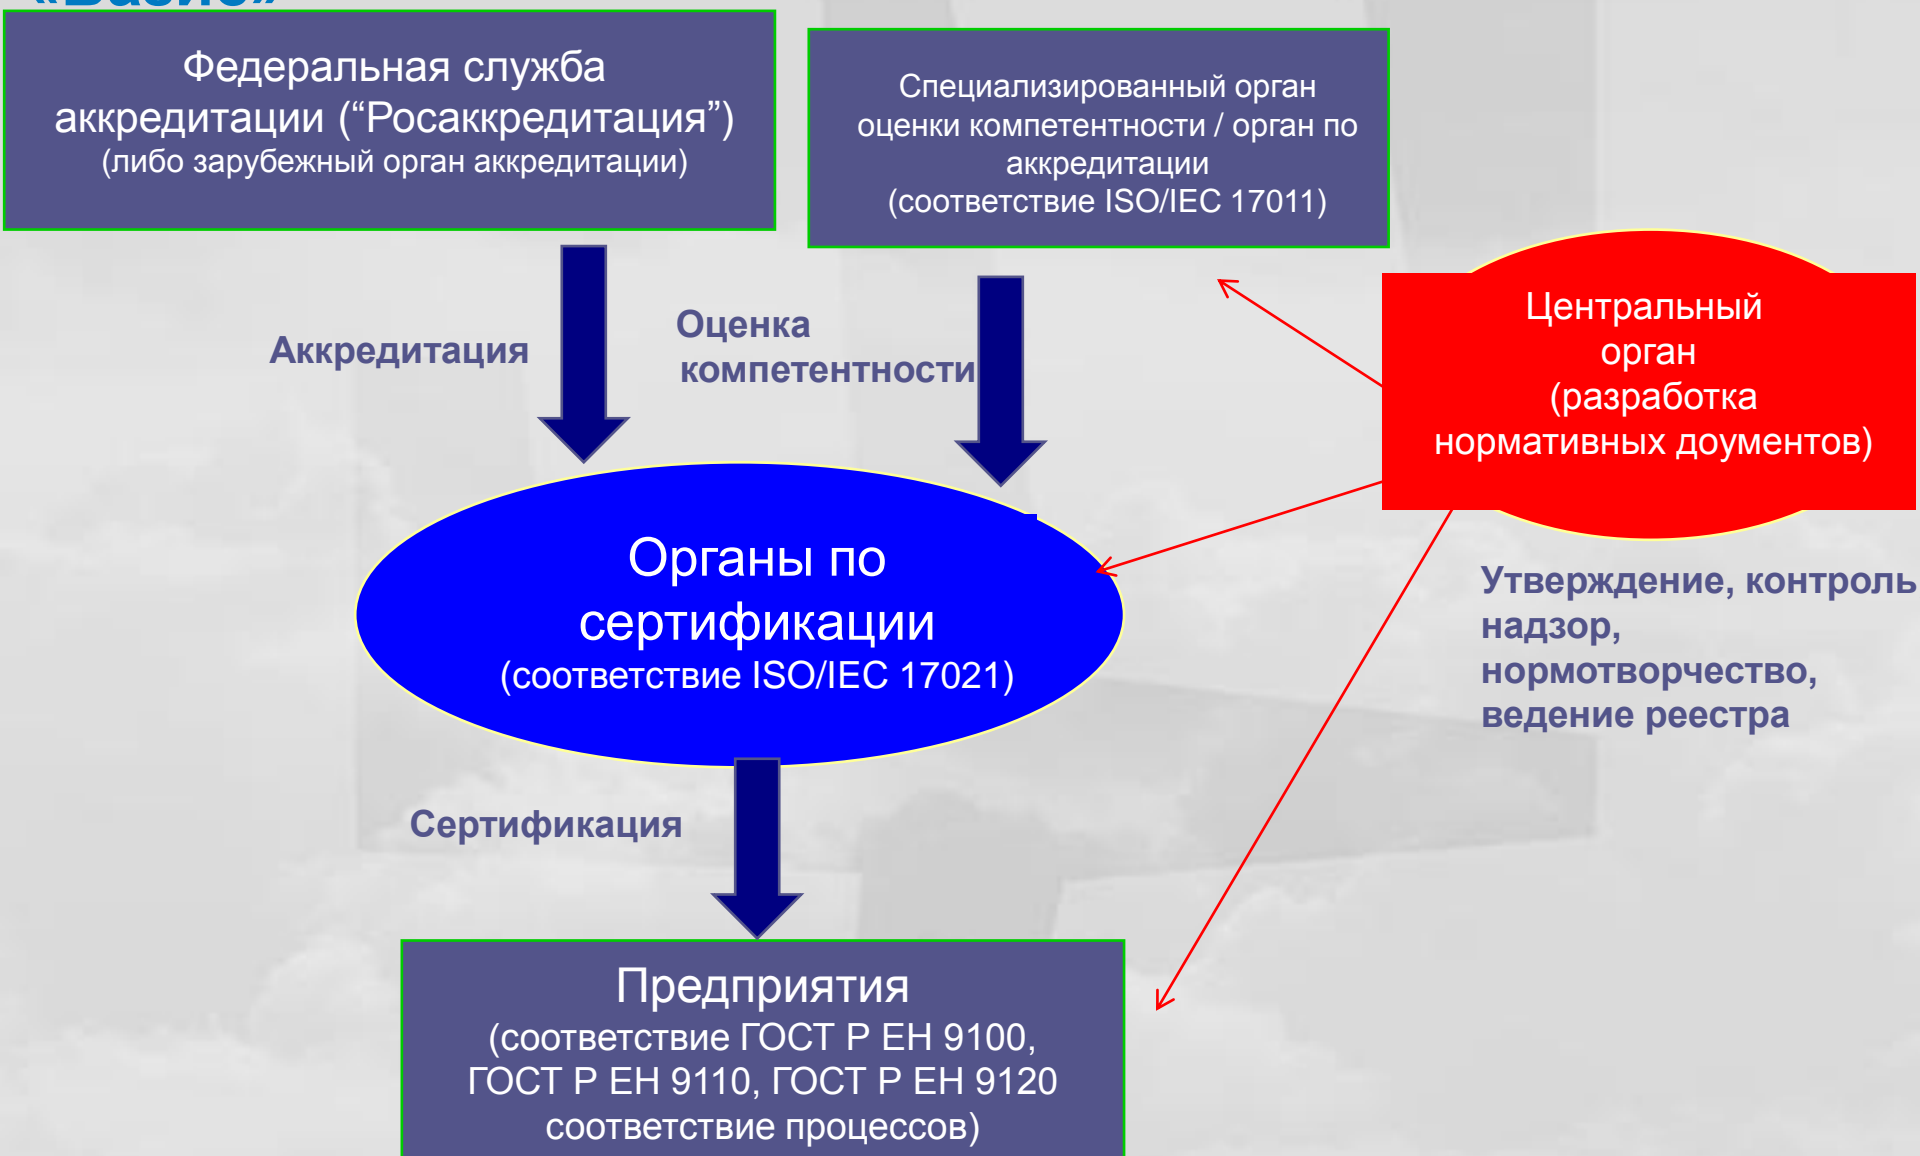 Федеральная служба
аккредитации (“Росаккредитация”)
(либо зарубежный орган аккредитации)
Специализированный орган
оценки компетентности / орган по
аккредитации
(соответствие ISO/IEC 17011)
Центральный
орган
(разработка
нормативных доументов)
Аккредитация
Оценка
компетентности
Органы по
сертификации
(соответствие ISO/IEC 17021)
Утверждение, контроль
надзор,
нормотворчество,
ведение реестра
Сертификация
Предприятия
(соответствие ГОСТ Р ЕН 9100,
ГОСТ Р ЕН 9110, ГОСТ Р ЕН 9120
соответствие процессов)